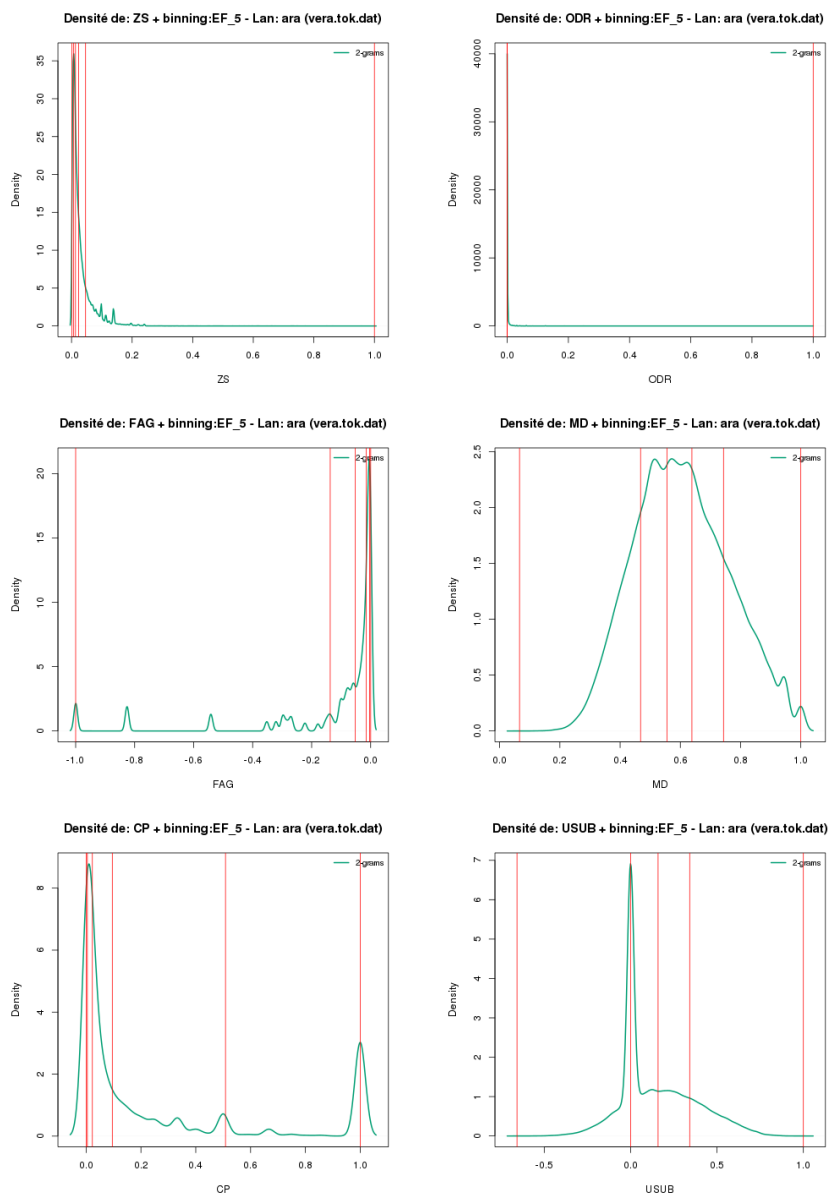 Densité de: ZS + binning:EF_5 - Lan: ara (vera.tok.dat)
2-grams
Density
0 5 10 15 20 25 30 35
0.0 0.2 0.4 0.6 0.8 1.0
ZS
Densité de: ODR + binning:EF_5 - Lan: ara (vera.tok.dat)
2-grams
Density
0 10000 20000 30000 40000
0.0 0.2 0.4 0.6 0.8 1.0
ODR
Densité de: FAG + binning:EF_5 - Lan: ara (vera.tok.dat)
2-grams
Density
0 5 10 15 20
-1.0 -0.8 -0.6 -0.4 -0.2 0.0
FAG
Densité de: MD + binning:EF_5 - Lan: ara (vera.tok.dat)
2-grams
Density
0.0 0.5 1.0 1.5 2.0 2.5
0.0 0.2 0.4 0.6 0.8 1.0
MD
Densité de: CP + binning:EF_5 - Lan: ara (vera.tok.dat)
2-grams
Density
0 2 4 6 8
0.0 0.2 0.4 0.6 0.8 1.0
CP
Densité de: USUB + binning:EF_5 - Lan: ara (vera.tok.dat)
2-grams
Density
0 1 2 3 4 5 6 7
-0.5 0.0 0.5 1.0
USUB